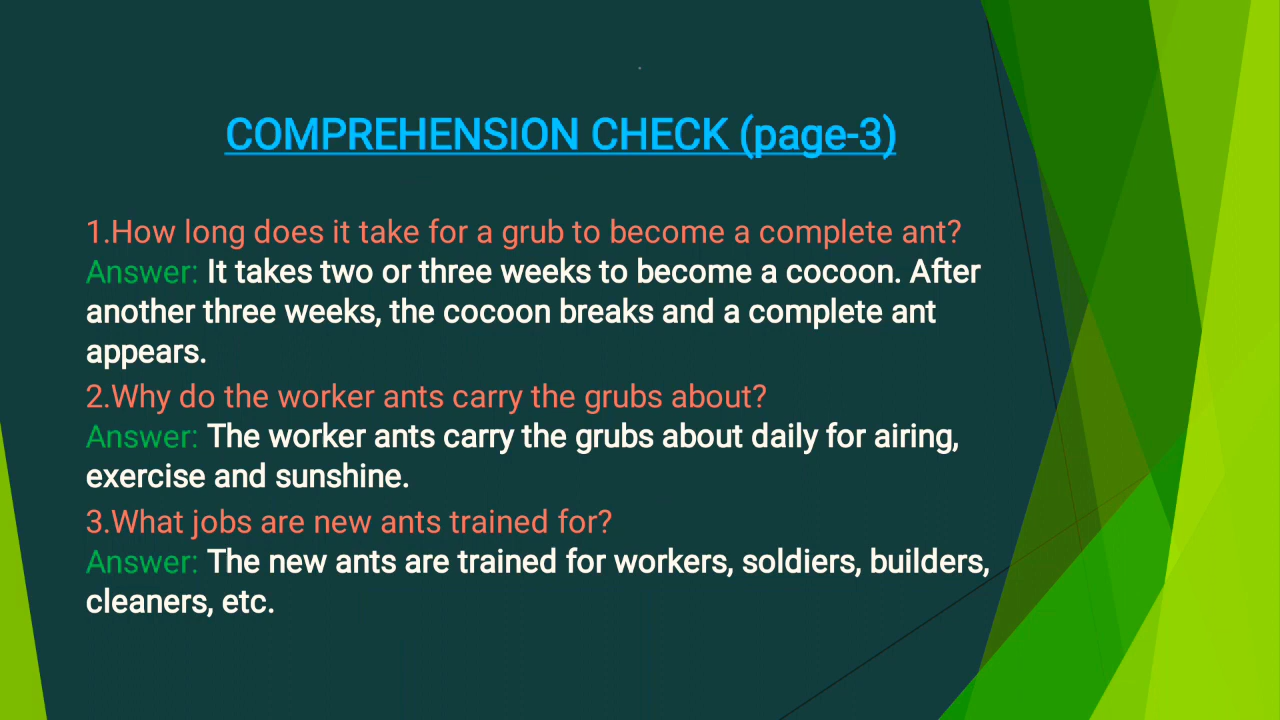 COMPREHENSION CHECK (page-3)
1.How long does it take for a grub to become a complete ant?
Answer: It takes two or three weeks to become a cocoon. After
another three weeks, the cocoon breaks and a complete ant
appears.
2.Why do the worker ants carry the grubs about?
Answer: The worker ants carry the grubs about daily for airing,
exercise and sunshine.
3.What jobs are new ants trained for?
Answer: The new ants are trained for workers, soldiers, builders,
cleaners, etc.